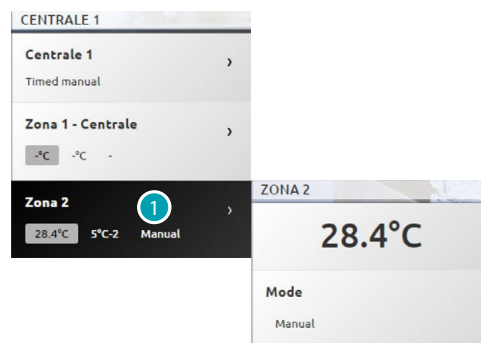 CENTRALE 1
Centrale 1
Timed manual
Zona 1 - Centrale
-°C -°C -
Zona 2
1
28.4°C 5°C-2 Manual
ZONA 2
28.4°C
Mode
Manual